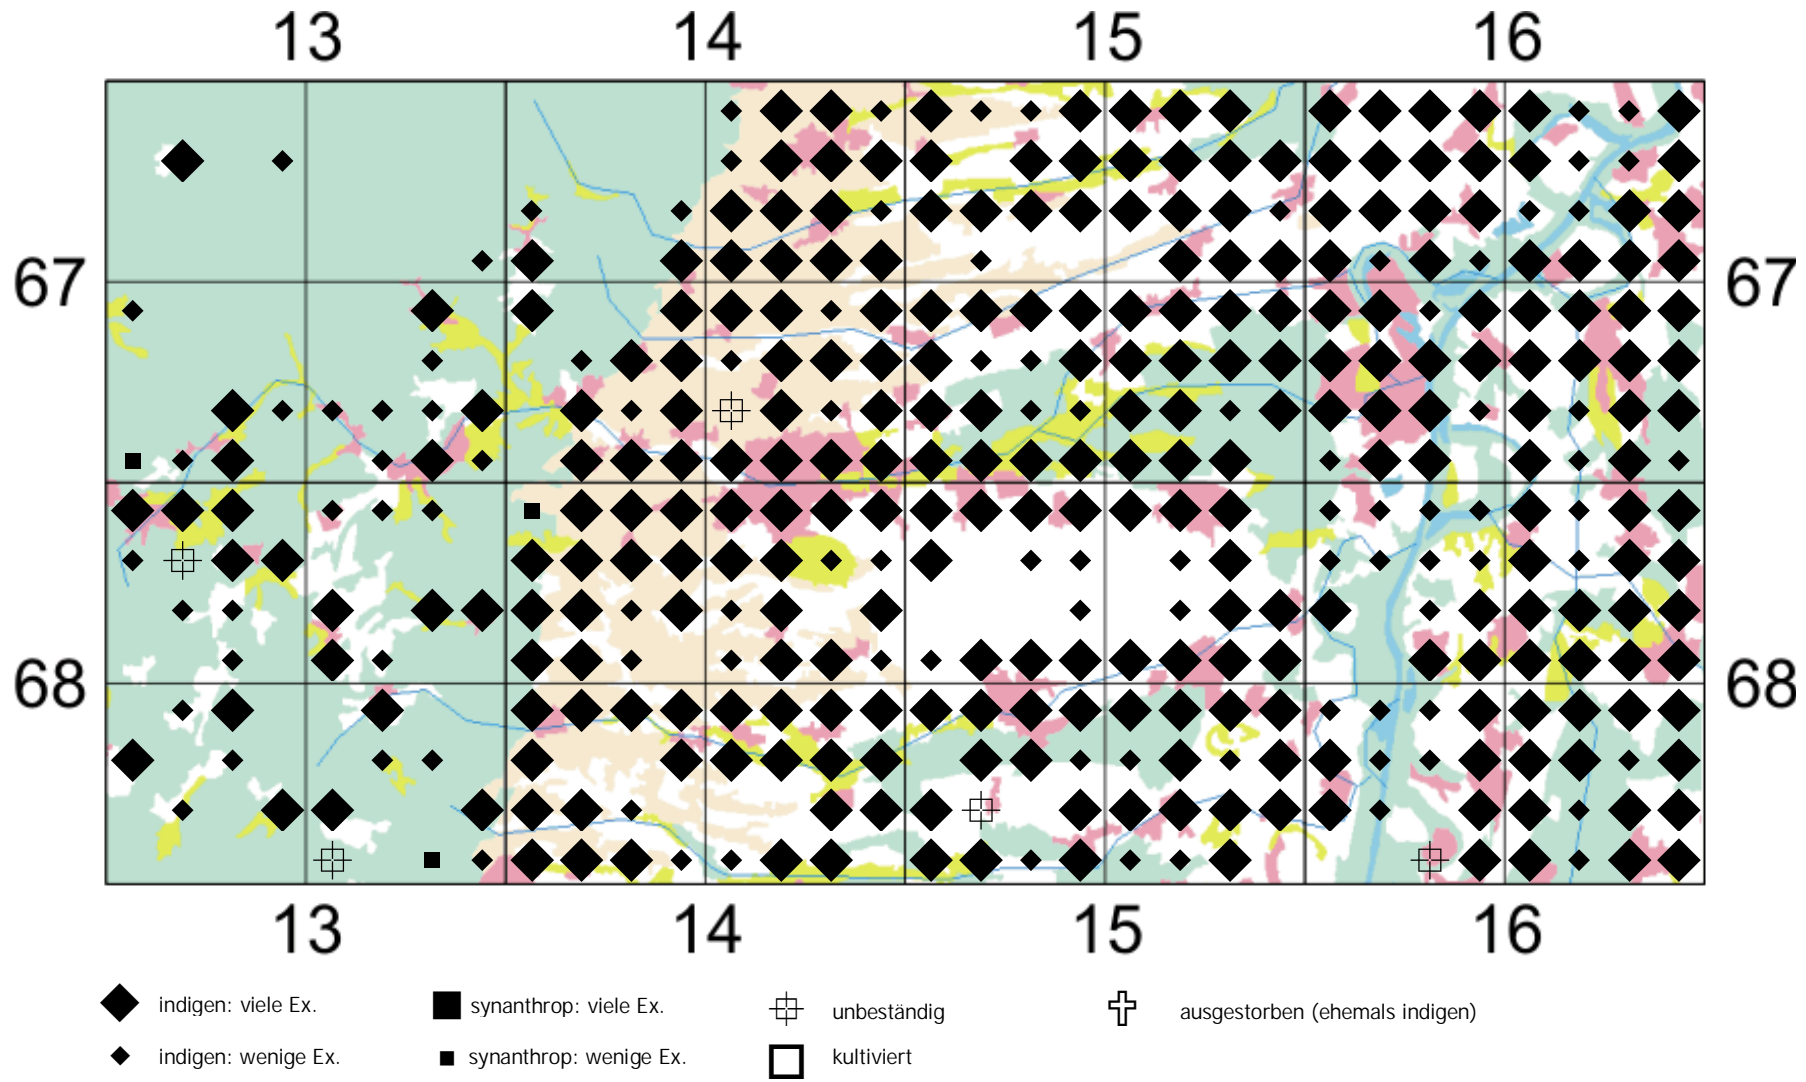 13 14 15 16
67 67
68 68
13 14 15 16
indigen: viele Ex. synanthrop: viele Ex. unbeständig ausgestorben (ehemals indigen)
indigen: wenige Ex. synanthrop: wenige Ex. kultiviert